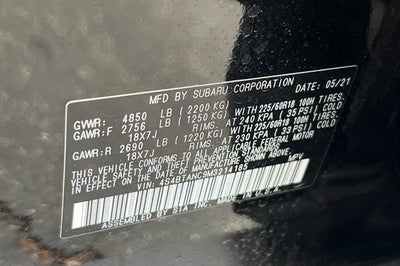 MFD BY SUBARU CORPORATION DATE: 05/21
GVWR: 4850 LB ( 2200 KG)
GAWR:F 2756 LB ( 1250 KG) WITH 225/60R18 100H TIRES,
18X7J RIMS, AT 240 KPA ( 35 PSI) COLD
GAWR:R 2690 LB ( 1220 KG) WITH 225/60R18 100H TIRES,
18X7J RIMS, AT 230 KPA ( 33 PSI) COLD
THIS VEHICLE CONFORMS TO ALL APPLICABLE FEDERAL MOTOR
VEHICLE SAFETY AND THEFT PREVENTION STANDARDS
IN EFFECT ON THE DATE OF MANUFACTURE SHOWN ABOVE.
VIN: 4S4BTANC9M3214185 MPV
ASSEMBLED BY SIA INC. MADE IN U.S.A.